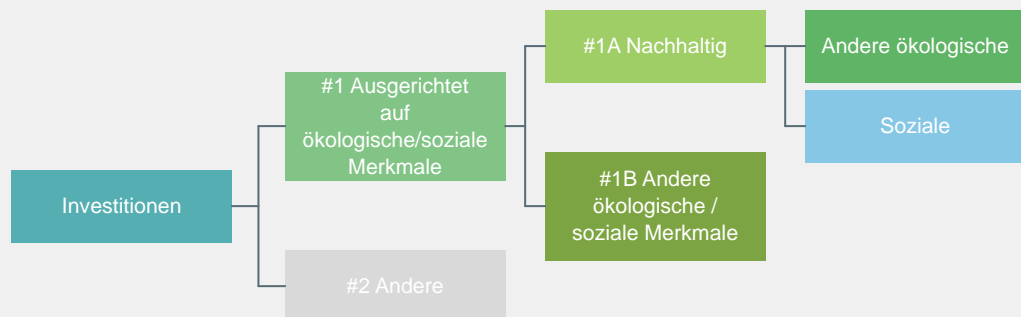 Investitionen
#1 Ausgerichtet
auf
ökologische/soziale
Merkmale
#2 Andere
#1A Nachhaltig
#1B Andere
ökologische /
soziale Merkmale
Andere ökologische
Soziale